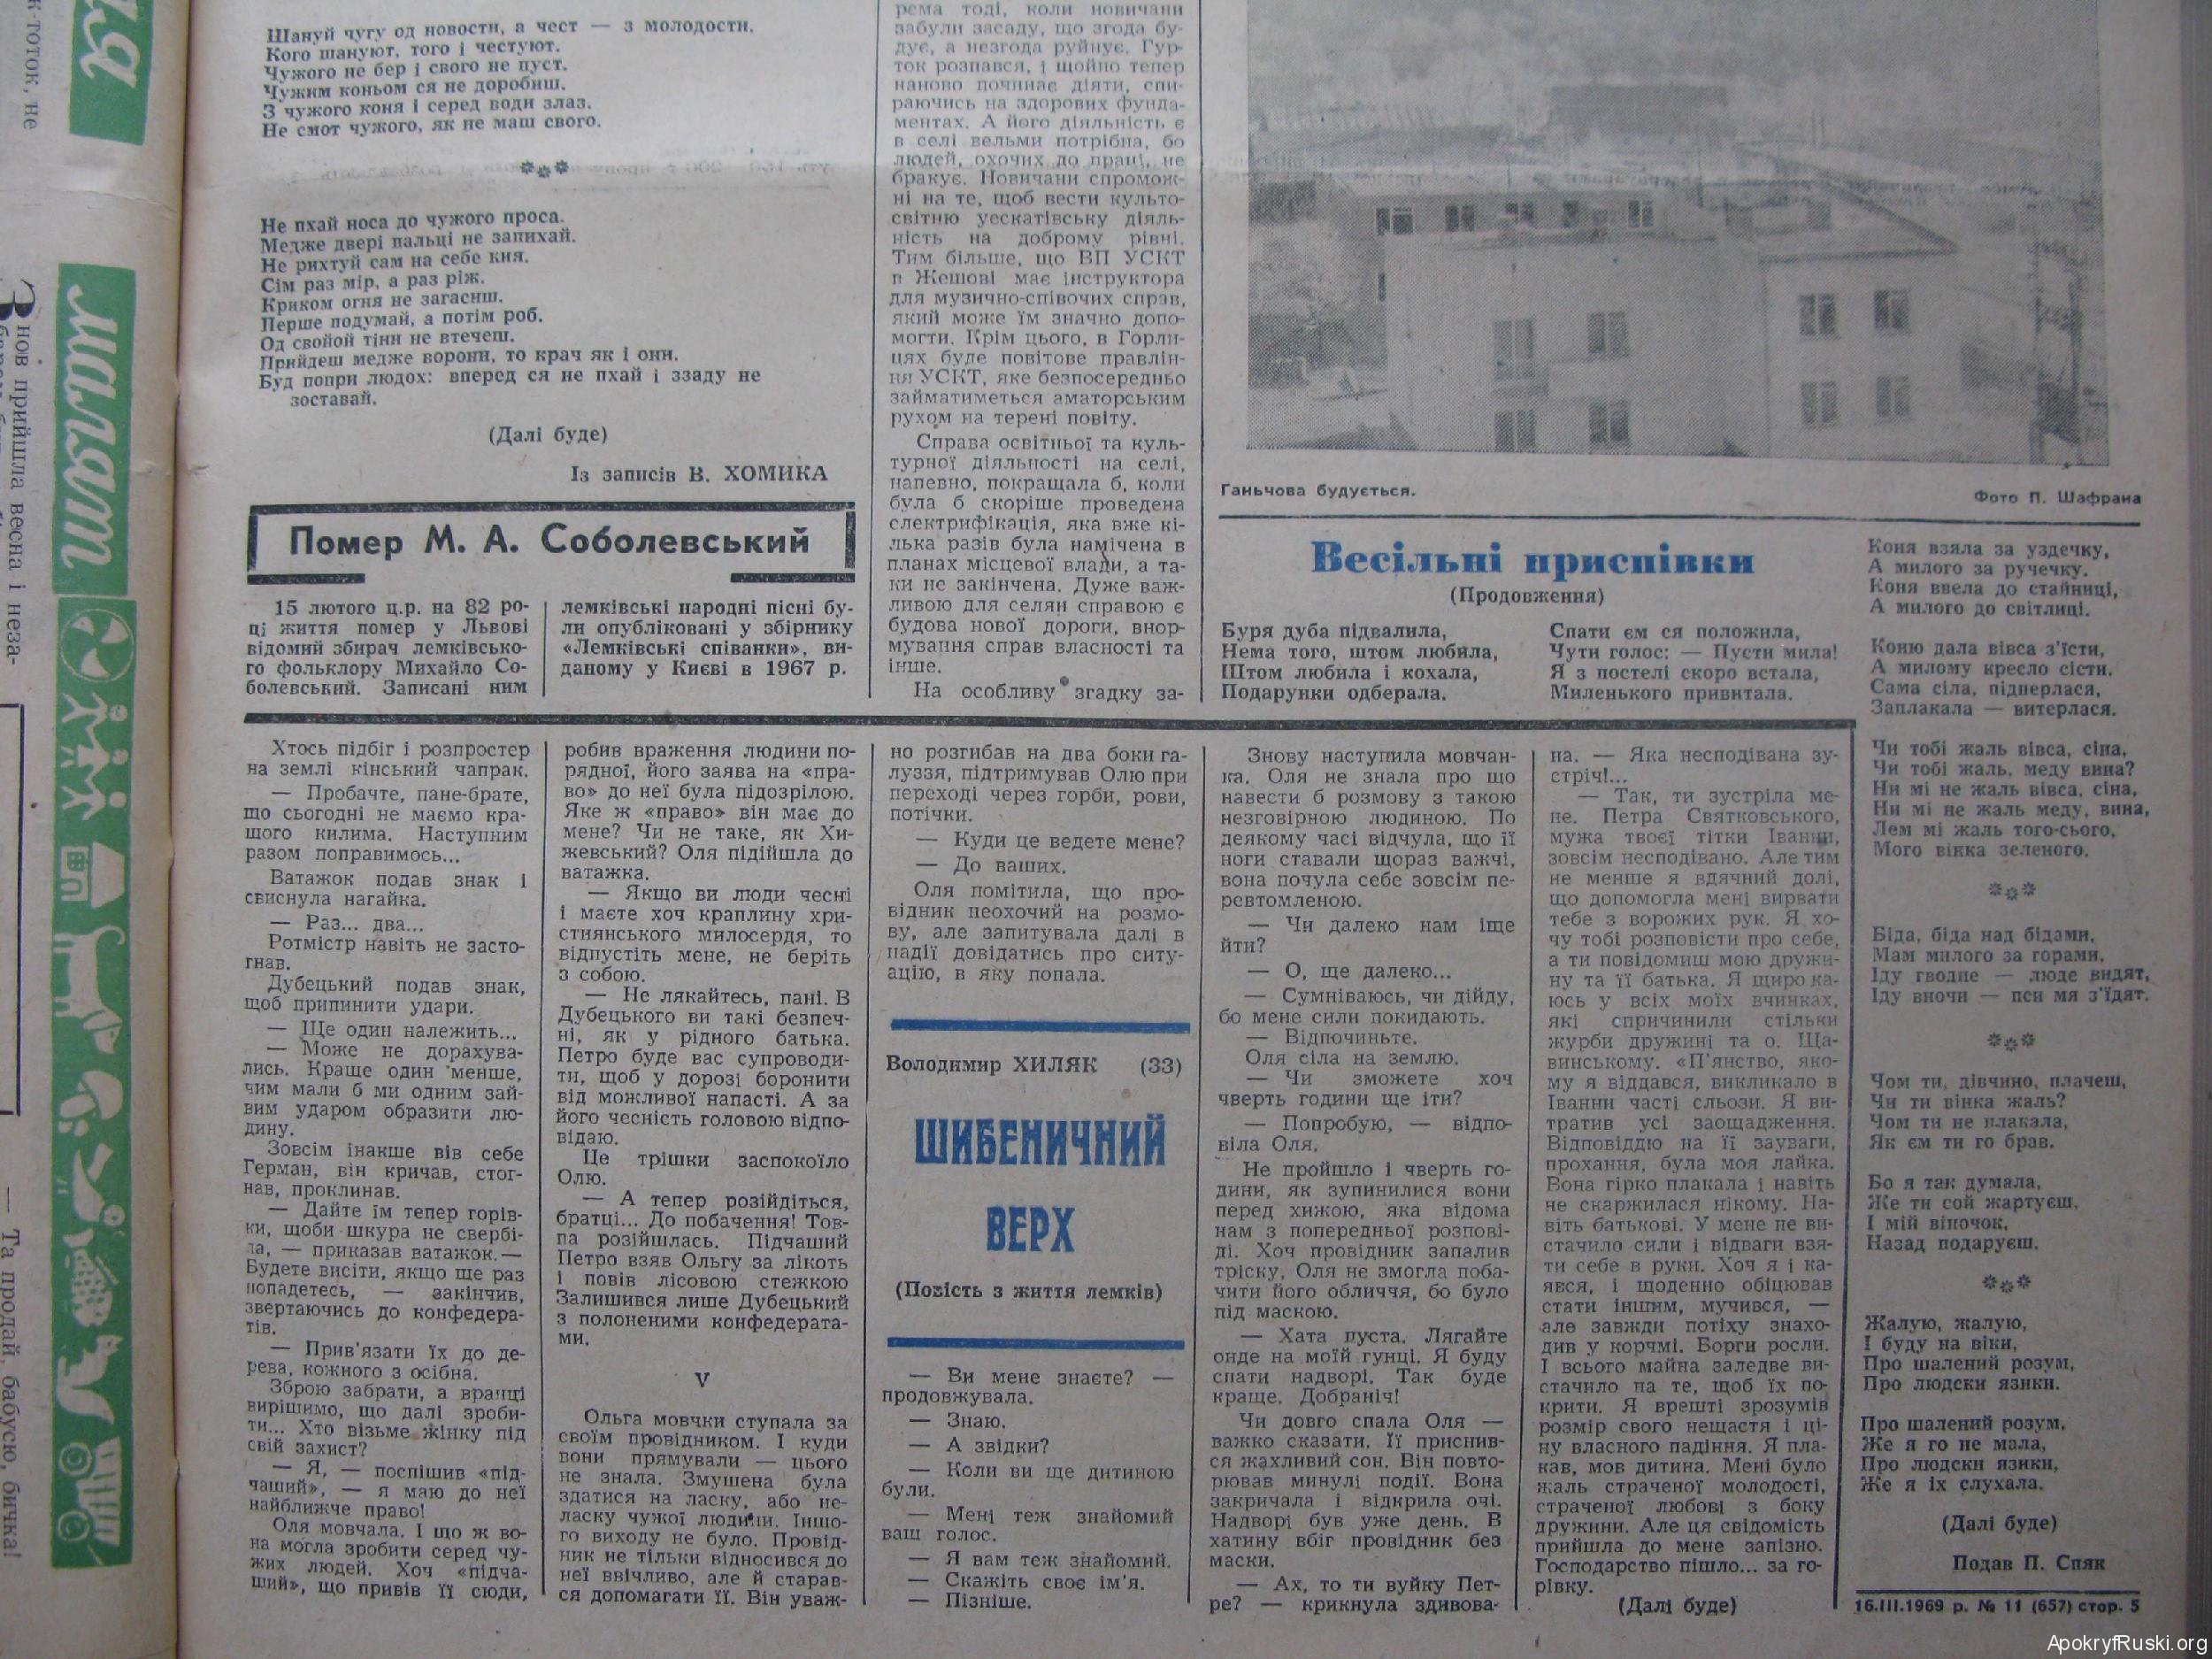 Шануй чугу од новости, а чест — з молодости.
Кого шануют, того і честуют.
Чужого не бер і свого не пуст.
Чужим коньом ся не доробиш.
З чужого коня і серед води злаз.
Не смот чужого, як не маш свого.
Не пхай носа до чужого проса.
Медже двері пальці не запихай.
Не рихтуй сам на себе кия.
Сім раз мір, а раз ріж.
Криком огня не загасиш.
Перше подумай, а потім роб.
Од свойой тіни не втечеш.
Прийдеш медже ворони, то крач як і они.
Буд попри людох: вперед ся не пхай і ззаду не
зоставай.
(Далі буде)
Із записів В. ХОМИКА
Помер М. А. Соболевський
15 лютого ц.р. на 82 ро-
ці життя помер у Львові
відомий збирач лемківсько-
го фольклору Михайло Со-
болевський. Записані ним
лемківські народні пісні бу-
ли опубліковані у збірнику
«Лемківські співанки», ви-
даному у Києві в 1967 р.
рема тоді, коли новичани
забули засаду, що згода бу-
дує, а незгода руйнує. Гур-
ток розпався, і щойно тепер
наново починає діяти, спи-
раючись на здорових фунда-
ментах. А його діяльність є
в селі вельми потрібна, бо
людей, охочих до праці, не
бракує. Новичани спромож-
ні на те, щоб вести культо-
світню уескатівську діяль-
ність на доброму рівні.
Тим більше, що ВП УСКТ
в Жешові має інструктора
для музично-співочих справ,
який може їм значно допо-
могти. Крім цього, в Горли-
цях буде повітове правлін-
ня УСКТ, яке безпосередньо
займатиметься аматорським
рухом на терені повіту.
Справа освітньої та куль-
турної діяльності на селі,
напевно, покращала б, коли
була б скоріше проведена
електрифікація, яка вже кі-
лька разів була намічена в
планах місцевої влади, а та-
ки не закінчена. Дуже важ-
ливою для селян справою є
будова нової дороги, внор-
мування справ власності та
інше.
На особливу згадку за-
Ганьчова будується.
Фото П. Шафрана
Весільні приспівки
(Продовження)
Буря дуба підвалила,
Нема того, штом любила,
Штом любила і кохала,
Подарунки одберала.
Спати єм ся положила,
Чути голос: — Пусти мила!
Я з постелі скоро встала,
Миленького привитала.
Коня взяла за уздечку,
А милого за ручечку.
Коня ввела до стайниці,
А милого до світлиці.
Коню дала вівса з'їсти,
А милому кресло сісти.
Сама сіла, підперлася,
Заплакала — витерлася.
Чи тобі жаль вівса, сіна,
Чи тобі жаль, меду вина?
Ни мі не жаль вівса, сіна,
Ни мі не жаль меду, вина,
Лем мі жаль того-сього,
Мого вінка зеленого.
Біда, біда над бідами,
Мам милого за горами.
Іду гводне — люде видят,
Іду вночи — пси мя з'їдят.
Чом ти, дівчино, плачеш,
Чи ти вінка жаль?
Чом ти не плакала,
Як єм ти го брав.
Бо я так думала,
Же ти сой жартуєш,
І мій віночок,
Назад подаруєш.
Жалую, жалую,
І буду на віки,
Про шалений розум,
Про людски язики.
Про шалений розум,
Же я го не мала,
Про людски язики,
Же я їх слухала.
(Далі буде)
Подав П. Спяк
Хтось підбіг і розпростер
на землі кінський чапрак.
— Пробачте, пане-брате,
що сьогодні не маємо кра-
щого килима. Наступним
разом поправимось...
Ватажок подав знак і
свиснула нагайка.
— Раз... два...
Ротмістр навіть не засто-
гнав.
Дубецький подав знак,
щоб припинити удари.
— Ще один належить...
— Може не дорахува-
лись. Краще один менше,
чим мали б ми одним зай-
вим ударом образити лю-
дину.
Зовсім інакше вів себе
Герман, він кричав, стог-
нав, проклинав.
— Дайте їм тепер горів-
ки, щоби шкура не свербі-
ла, — приказав ватажок.—
Будете висіти, якщо ще раз
попадетесь, — закінчив,
звертаючись до конфедера-
тів.
— Прив'язати їх до де-
рева, кожного з осібна.
Зброю забрати, а вранці
вирішимо, що далі зроби-
ти... Хто візьме жінку під
свій захист?
— Я, — поспішив «під-
чаший», — я маю до неї
найближче право!
Оля мовчала. І що ж во-
на могла зробити серед чу-
жих людей. Хоч «підча-
ший», що привів її сюди,
робив враження людини по-
рядної, його заява на «пра-
во» до неї була підозрілою.
Яке ж «право» він має до
мене? Чи не таке, як Хи-
жевський? Оля підійшла до
ватажка.
— Якщо ви люди чесні
і маєте хоч краплину хри-
стиянського милосердя, то
відпустіть мене, не беріть
з собою.
— Не лякайтесь, пані. В
Дубецького ви такі безпеч-
ні, як у рідного батька.
Петро буде вас супроводи-
ти, щоб у дорозі боронити
від можливої напасті. А за
його чесність головою відпо-
відаю.
Це трішки заспокоїло
Олю.
— А тепер розійдіться,
братці... До побачення! Тов-
па розійшлась. Підчаший
Петро взяв Ольгу за лікоть
і повів лісовою стежкою
Залишився лише Дубецький
з полоненими конфедерата-
ми.
V
Ольга мовчки ступала за
своїм провідником. І куди
вони прямували — цього
не знала. Змушена була
здатися на ласку, або не-
ласку чужої людини. Іншо-
го виходу не було. Провід-
ник не тільки відносився до
неї ввічливо, але й старав-
ся допомагати їй. Він уваж-
но розгибав на два боки га-
луззя, підтримував Олю при
переході через горби, рови,
потічки.
— Куди це ведете мене?
— До ваших.
Оля помітила, що про-
відник неохочий на розмо-
ву, але запитувала далі в
надії довідатись про ситу-
ацію, в яку попала.
Володимир ХИЛЯК (33)
ШИБЕНИЧНИЙ
ВЕРХ
(Повість з життя лемків)
— Ви мене знаєте? —
продовжувала.
— Знаю.
— А звідки?
— Коли ви ще дитиною
були.
— Мені теж знайомий
ваш голос.
— Я вам теж знайомий.
— Скажіть своє ім'я.
— Пізніше.
Знову наступила мовчан-
ка. Оля не знала про що
навести б розмову з такою
незговірною людиною. По
деякому часі відчула, що її
ноги ставали щораз важчі,
вона почула себе зовсім пе-
ревтомленою.
— Чи далеко нам іще
йти?
— О, ще далеко...
— Сумніваюсь, чи дійду,
бо мене сили покидають.
— Відпочиньте.
Оля сіла на землю.
— Чи зможете хоч
чверть години ще іти?
— Попробую, — відпо-
віла Оля.
Не пройшло і чверть го-
дини, як зупинилися вони
перед хижою, яка відома
нам з попередньої розпові-
ді. Хоч провідник запалив
тріску, Оля не змогла поба-
чити його обличчя, бо було
під маскою.
— Хата пуста. Лягайте
онде на моїй гунці. Я буду
спати надворі. Так буде
краще. Добраніч!
Чи довго спала Оля —
важко сказати. Її приснив-
ся жахливий сон. Він повто-
рював минулі події. Вона
закричала і відкрила очі.
Надворі був уже день. В
хатину вбіг провідник без
маски.
— Ах, то ти вуйку Пет-
ре? — крикнула здивова-
на. — Яка несподівана зу-
стріч!...
— Так, ти зустріла ме-
не. Петра Святковського,
мужа твоєї тітки Іванни,
зовсім несподівано. Але тим
не менше я вдячний долі,
що допомогла мені вирвати
тебе з ворожих рук. Я хо-
чу тобі розповісти про себе,
а ти повідомиш мою дружи-
ну та її батька. Я щиро ка-
юсь у всіх моїх вчинках,
які спричинили стільки
журби дружині та о. Ща-
винському. «П'янство, яко-
му я віддався, викликало в
Іванни часті сльози. Я ви-
тратив усі заощадження.
Відповіддю на її зауваги,
прохання, була моя лайка.
Вона гірко плакала і навіть
не скаржилася нікому. На-
віть батькові. У мене не ви-
стачило сили і відваги взя-
ти себе в руки. Хоч я і ка-
явся, і щоденно обіцював
стати іншим, мучився, —
але завжди потіху знахо-
див у корчмі. Борги росли.
І всього майна заледве ви-
стачило на те, щоб їх по-
крити. Я врешті зрозумів
розмір свого нещастя і ці-
ну власного падіння. Я пла-
кав, мов дитина. Мені було
жаль страченої молодості,
страченої любові з боку
дружини. Але ця свідомість
прийшла до мене запізно.
Господарство пішло... за го-
рівку.
(Далі буде)
16.III.1969 р. № 11 (657) стор. 5
нов прийшла весна і неза-
— Та продай, бабусю, бичка!
ApokryfRuski.org